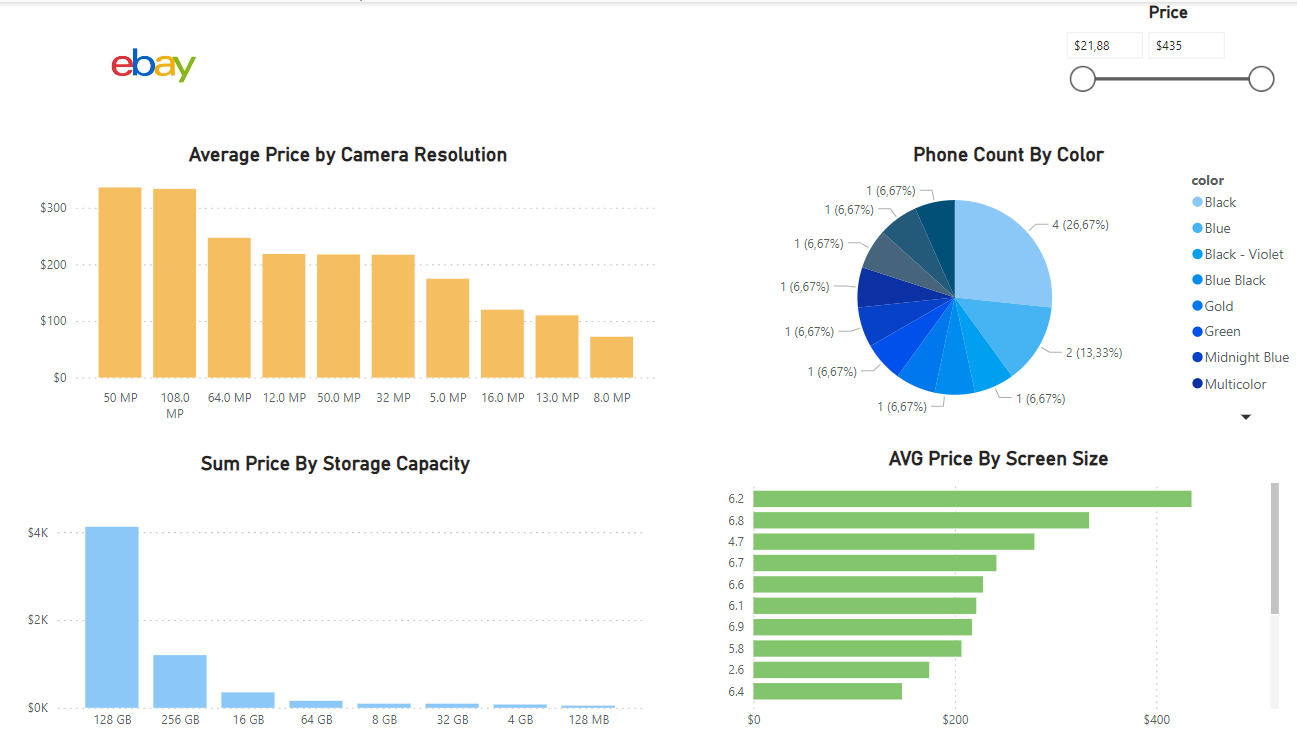 Price
$21,88
$435
ebay
Average Price by Camera Resolution
$300
$200
$100
$0
50 MP
108.0
MP
64.0 MP
12.0 MP
50.0 MP
32 MP
5.0 MP
16.0 MP
13.0 MP
8.0 MP
Phone Count By Color
4 (26,67%)
2 (13,33%)
1 (6,67%)
1 (6,67%)
1 (6,67%)
1 (6,67%)
1 (6,67%)
1 (6,67%)
1 (6,67%)
1 (6,67%)
color
Black
Blue
Black - Violet
Blue Black
Gold
Green
Midnight Blue
Multicolor
Sum Price By Storage Capacity
$4K
$2K
$0K
128 GB
256 GB
16 GB
64 GB
8 GB
32 GB
4 GB
128 MB
AVG Price By Screen Size
6.2
6.8
4.7
6.7
6.6
6.1
6.9
5.8
2.6
6.4
$0
$200
$400